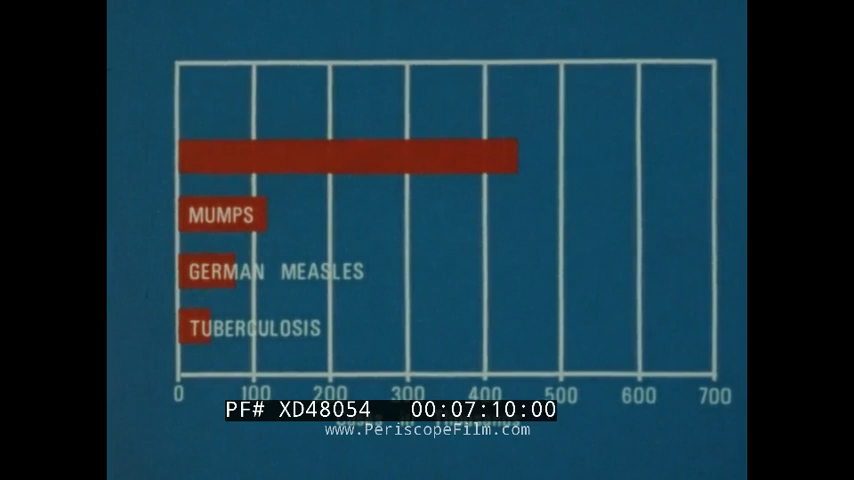 MUMPS
GERMAN MEASLES
TUBERCULOSIS
0 100 200 300 400 500 600 700
PF# XD48054 00:07:10:00
www.PeriscopeFilm.com